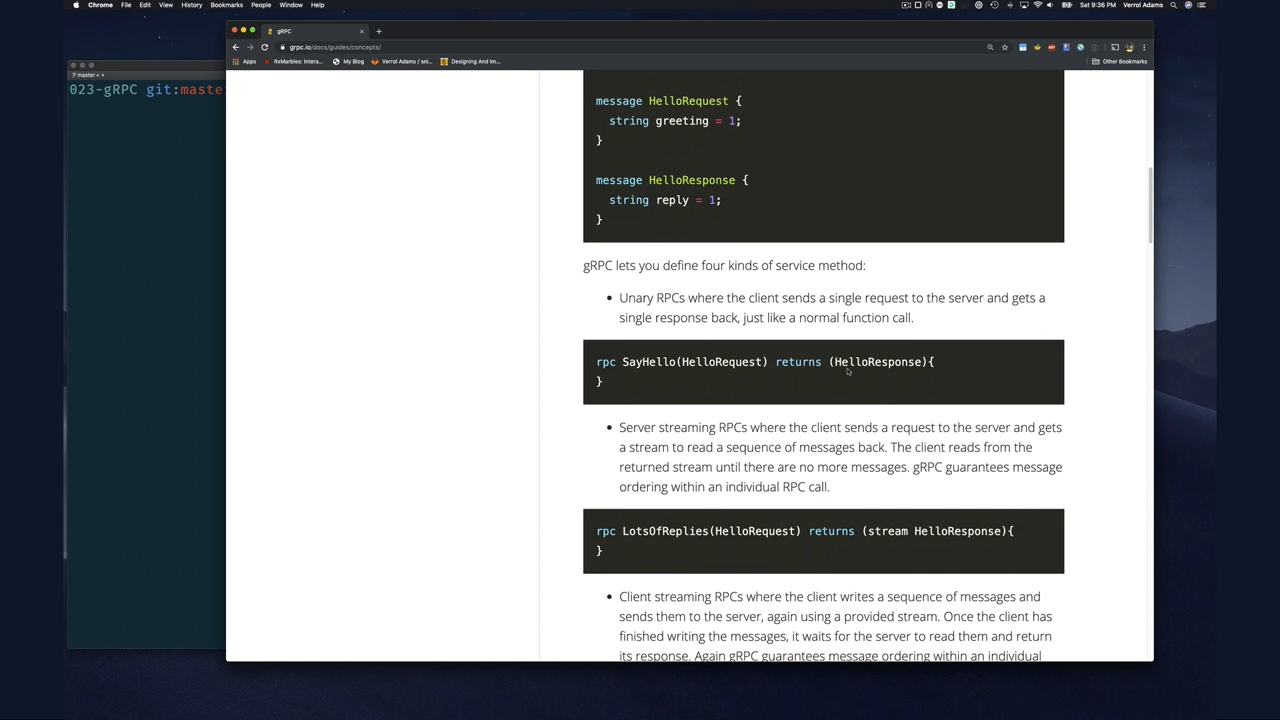 Chrome File Edit View History Bookmarks People Window Help
Sat 9:36 PM Verrol Adams
gRPC
grpc.io/docs/guides/concepts/
Apps RxMarbles: Intera... My Blog Verrol Adams / sni... Designing And Im... Other Bookmarks
master
023-gRPC git:maste
message HelloRequest {
string greeting = 1;
}
message HelloResponse {
string reply = 1;
}
gRPC lets you define four kinds of service method:
• Unary RPCs where the client sends a single request to the server and gets a
single response back, just like a normal function call.
rpc SayHello(HelloRequest) returns (HelloResponse){
}
• Server streaming RPCs where the client sends a request to the server and gets
a stream to read a sequence of messages back. The client reads from the
returned stream until there are no more messages. gRPC guarantees message
ordering within an individual RPC call.
rpc LotsOfReplies(HelloRequest) returns (stream HelloResponse){
}
• Client streaming RPCs where the client writes a sequence of messages and
sends them to the server, again using a provided stream. Once the client has
finished writing the messages, it waits for the server to read them and return
its response. Again gRPC guarantees message ordering within an individual